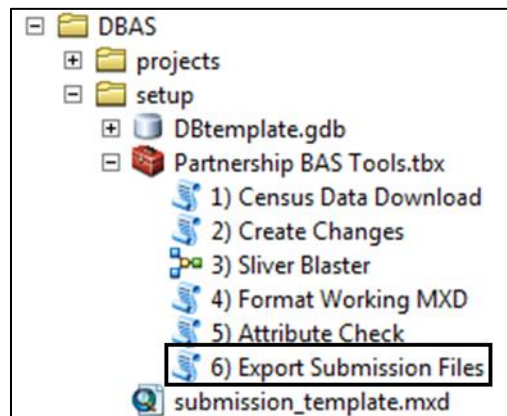 DBAS
projects
setup
DBtemplate.gdb
Partnership BAS Tools.tbx
1) Census Data Download
2) Create Changes
3) Sliver Blaster
4) Format Working MXD
5) Attribute Check
6) Export Submission Files
submission_template.mxd